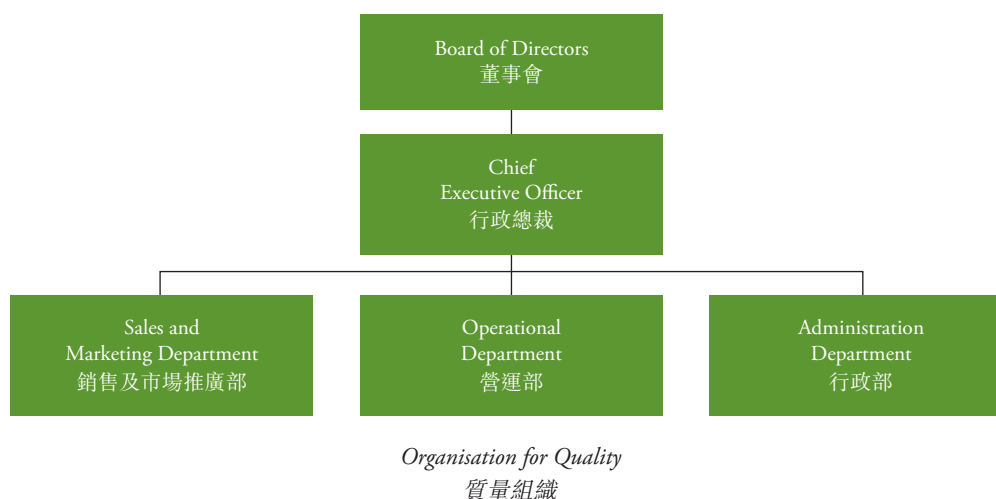 Board of Directors
董事會
Chief
Executive Officer
行政總裁
Sales and
Marketing Department
銷售及市場推廣部
Operational
Department
營運部
Administration
Department
行政部
Organisation for Quality
質量組織